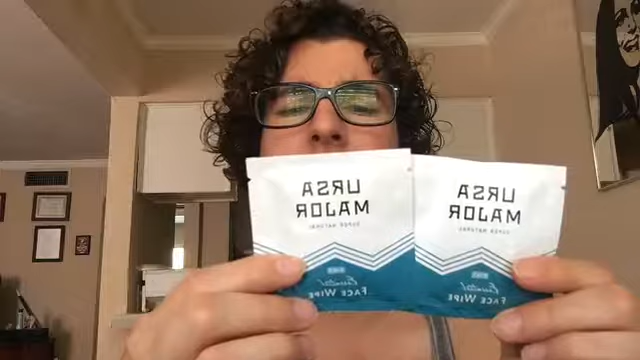 URSA
MAJOR
SUPER NATURAL
Essential
FACE WIPE
URSA
MAJOR
SUPER NATURAL
Essential
FACE WIPE